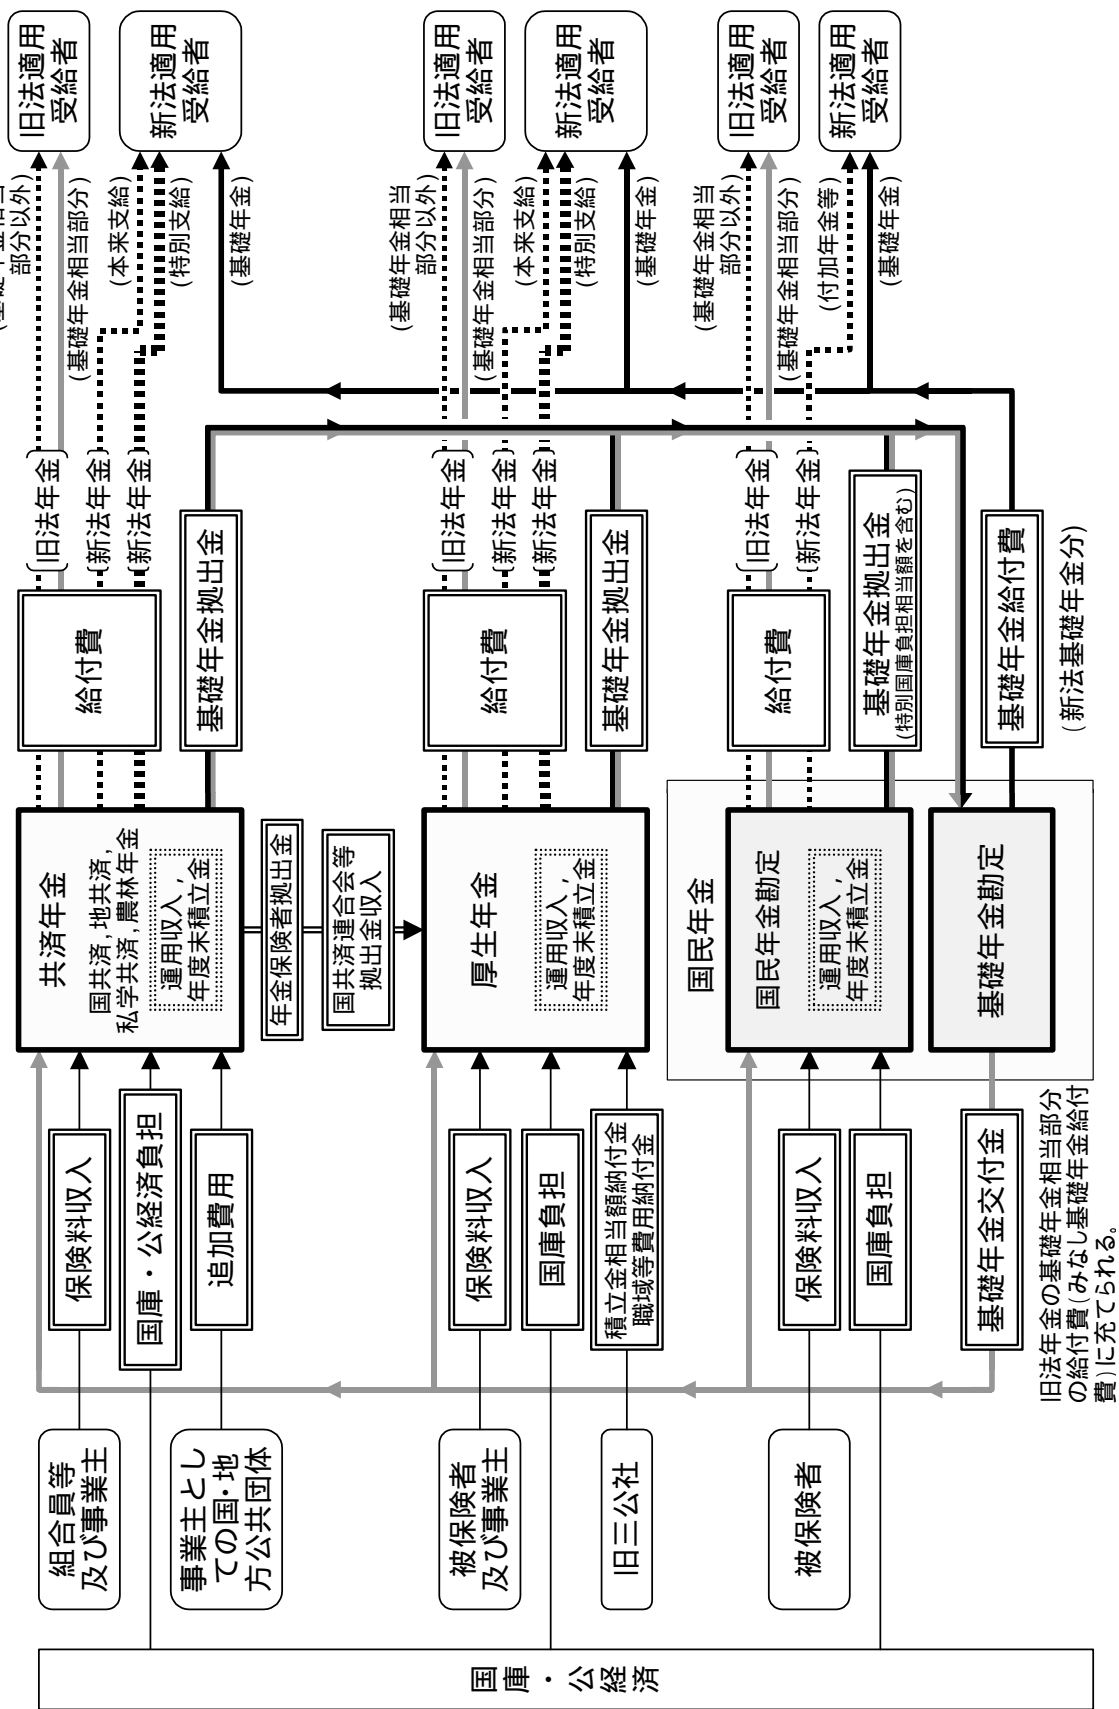 国庫・公経済
組合員等
及び事業主
事業主とし
ての国・地
方公共団体
被保険者
及び事業主
旧三公社
被保険者
保険料収入
国庫・公経済負担
追加費用
保険料収入
国庫負担
積立金相当額納付金
職域等費用納付金
保険料収入
国庫負担
基礎年金交付金
旧法年金の基礎年金相当部分
の給付費(みなし基礎年金給付
費)に充てられる。
共済年金
国共済,地共済,
私学共済,農林年金
運用収入,
年度末積立金
年金保険者拠出金
国共済連合会等
拠出金収入
厚生年金
運用収入,
年度末積立金
国民年金
国民年金勘定
運用収入,
年度末積立金
基礎年金勘定
給付費
基礎年金拠出金
給付費
基礎年金拠出金
給付費
基礎年金拠出金
(特別国庫負担相当額を含む)
基礎年金給付費
(新法基礎年金分)
(旧法年金)
(新法年金)
(新法年金)
(旧法年金)
(新法年金)
(新法年金)
(旧法年金)
(新法年金)
部分以外)
(基礎年金相当部分)
(本来支給)
(特別支給)
(基礎年金)
(基礎年金相当
部分以外)
(基礎年金相当部分)
(本来支給)
(特別支給)
(基礎年金)
(基礎年金相当
部分以外)
(基礎年金相当部分)
(付加年金等)
(基礎年金)
旧法適用
受給者
新法適用
受給者
旧法適用
受給者
新法適用
受給者
旧法適用
受給者
新法適用
受給者